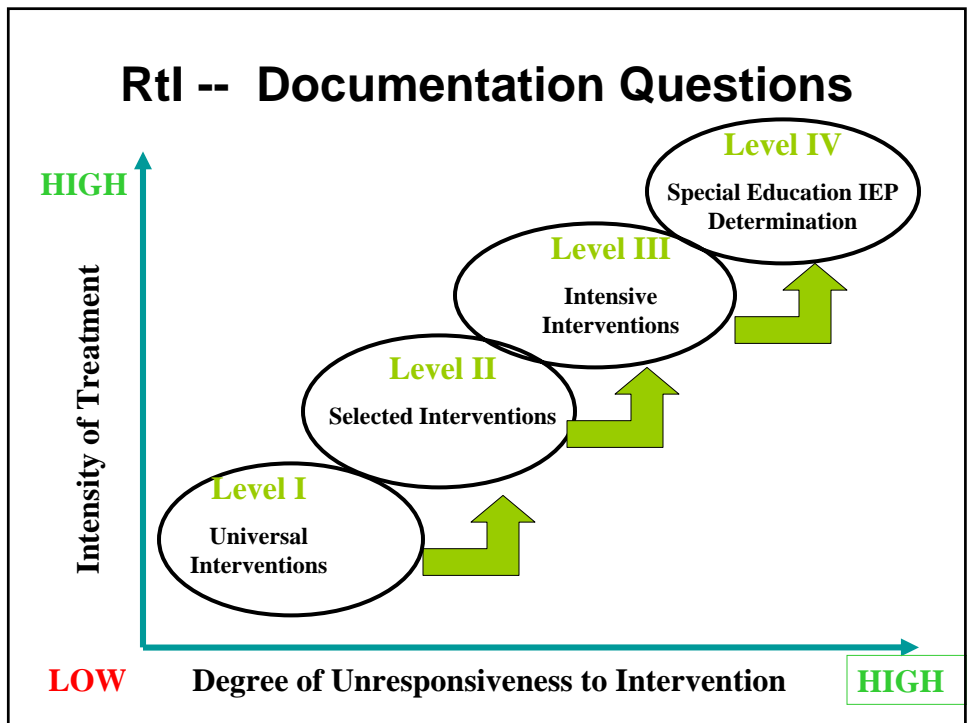 RtI -- Documentation Questions
HIGH
Intensity of Treatment
Level IV
Special Education IEP
Determination
Level III
Intensive
Interventions
Level II
Selected Interventions
Level I
Universal
Interventions
LOW
Degree of Unresponsiveness to Intervention
HIGH